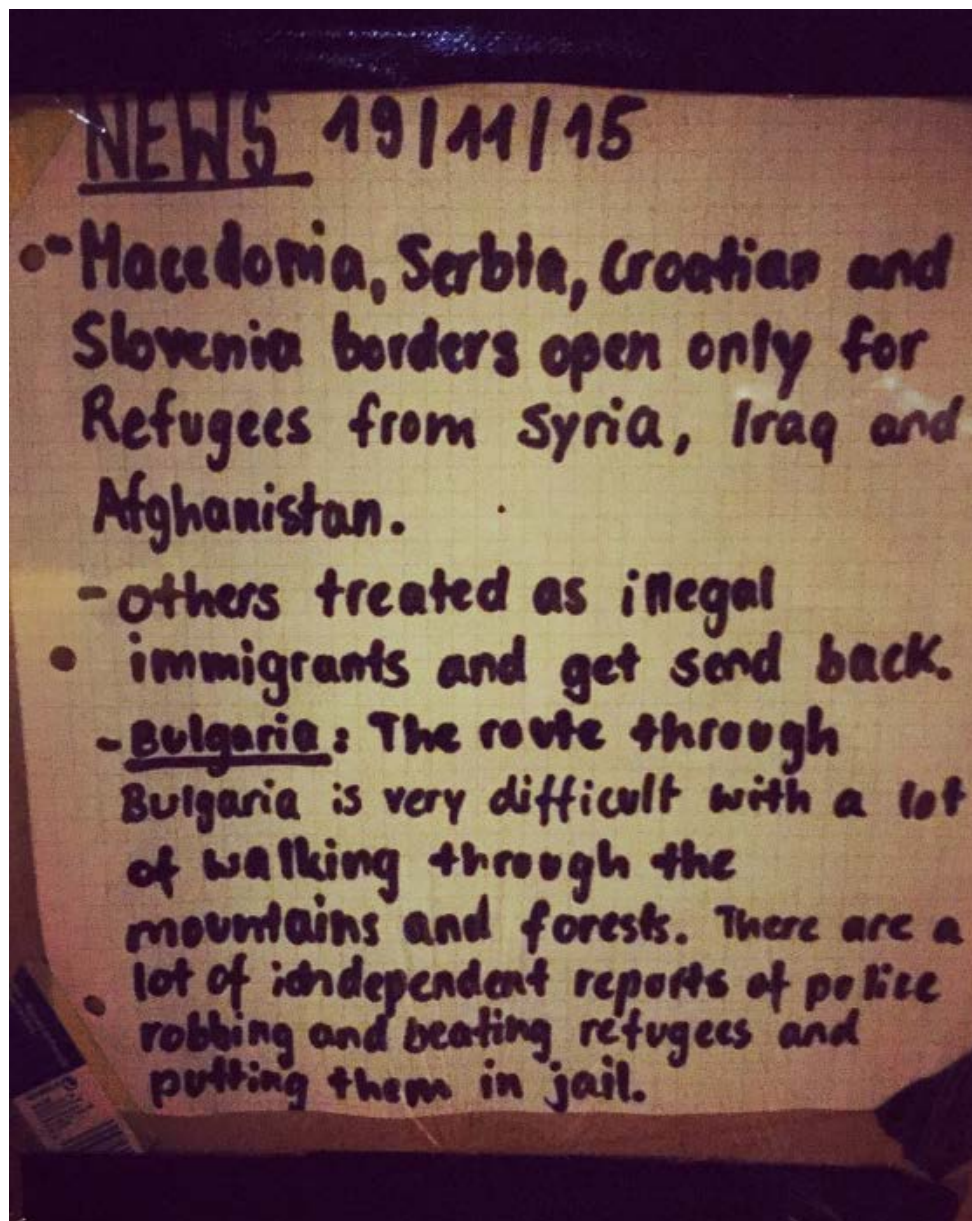 NEWS 19/11/15
- Macedonia, Serbia, Croatian and
Slovenia borders open only for
Refugees from Syria, Iraq and
Afghanistan.
- others treated as illegal
immigrants and get send back.
- Bulgaria: The route through
Bulgaria is very difficult with a lot
of walking through the
mountains and forests. There are a
lot of independent reports of police
robbing and beating refugees and
putting them in jail.